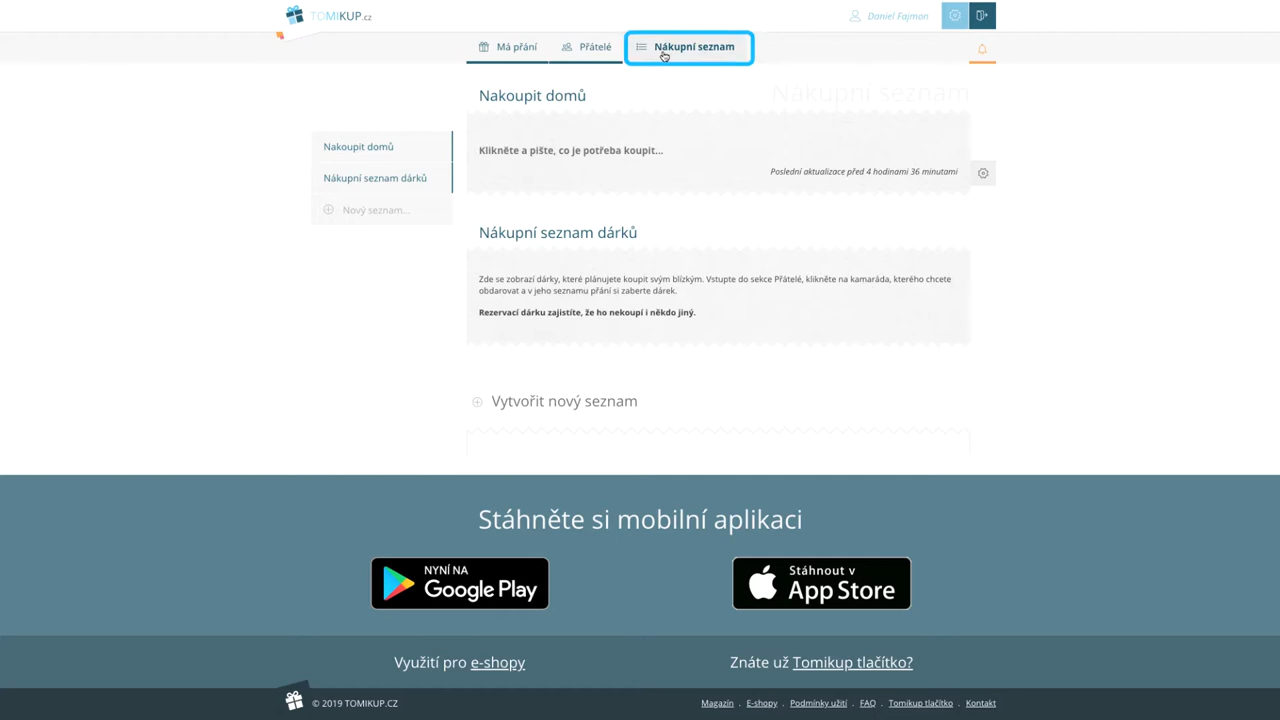 TOMIKUP.cz
Daniel Fajmon
Má přání
Přátelé
Nákupní seznam
Nákupní seznam
Nakoupit domů
Nakoupit domů
Nákupní seznam dárků
Nový seznam...
Klikněte a pište, co je potřeba koupit...
Poslední aktualizace před 4 hodinami 36 minutami
Nákupní seznam dárků
Zde se zobrazí dárky, které plánujete koupit svým blízkým. Vstupte do sekce Přátelé, klikněte na kamaráda, kterého chcete
obdarovat a v jeho seznamu přání si zaberte dárek.
Rezervací dárku zajistíte, že ho nekoupí i někdo jiný.
Vytvořit nový seznam
Stáhněte si mobilní aplikaci
NYNÍ NA
Google Play
Stáhnout v
App Store
Využití pro e-shopy
Znáte už Tomikup tlačítko?
© 2019 TOMIKUP.CZ
Magazín . E-shopy . Podmínky užití . FAQ . Tomikup tlačítko . Kontakt